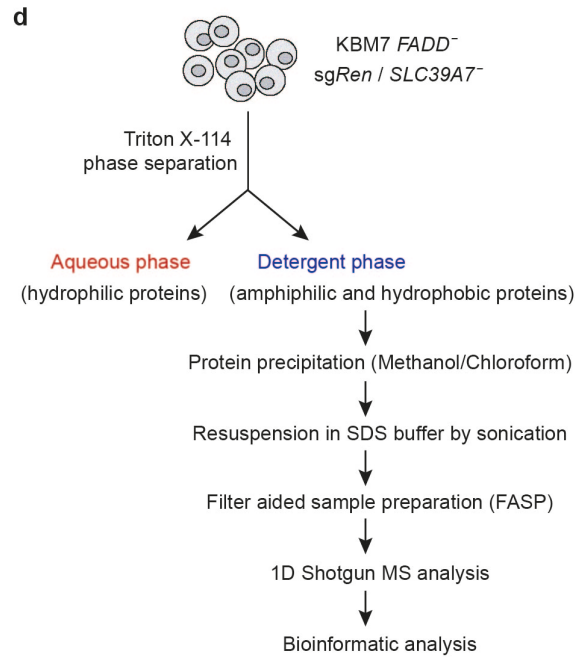 d
KBM7 FADD⁻
sgRen / SLC39A7⁻
Triton X-114
phase separation
Aqueous phase
(hydrophilic proteins)
Detergent phase
(amphiphilic and hydrophobic proteins)
Protein precipitation (Methanol/Chloroform)
Resuspension in SDS buffer by sonication
Filter aided sample preparation (FASP)
1D Shotgun MS analysis
Bioinformatic analysis